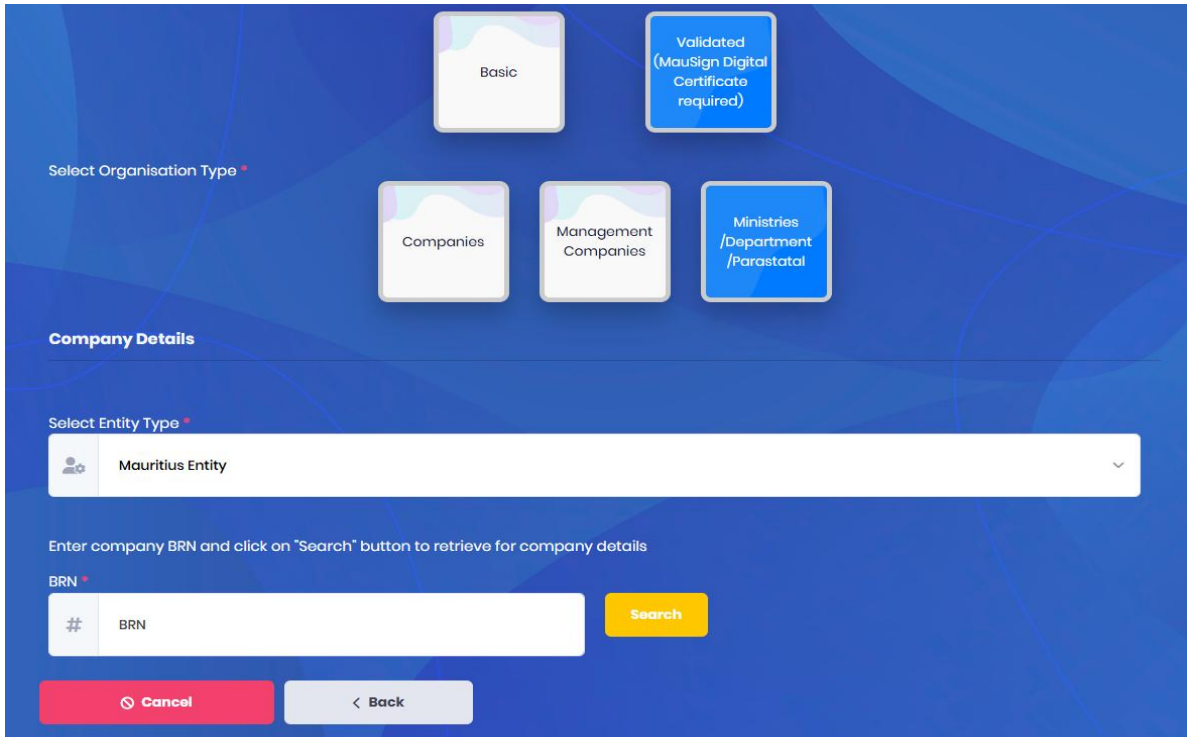 Basic
Validated
(MauSign Digital
Certificate
required)
Select Organisation Type *
Companies
Management
Companies
Ministries
/Department
/Parastatal
Company Details
Select Entity Type *
Mauritius Entity
Enter company BRN and click on "Search" button to retrieve for company details
BRN *
# BRN
Search
Cancel
< Back